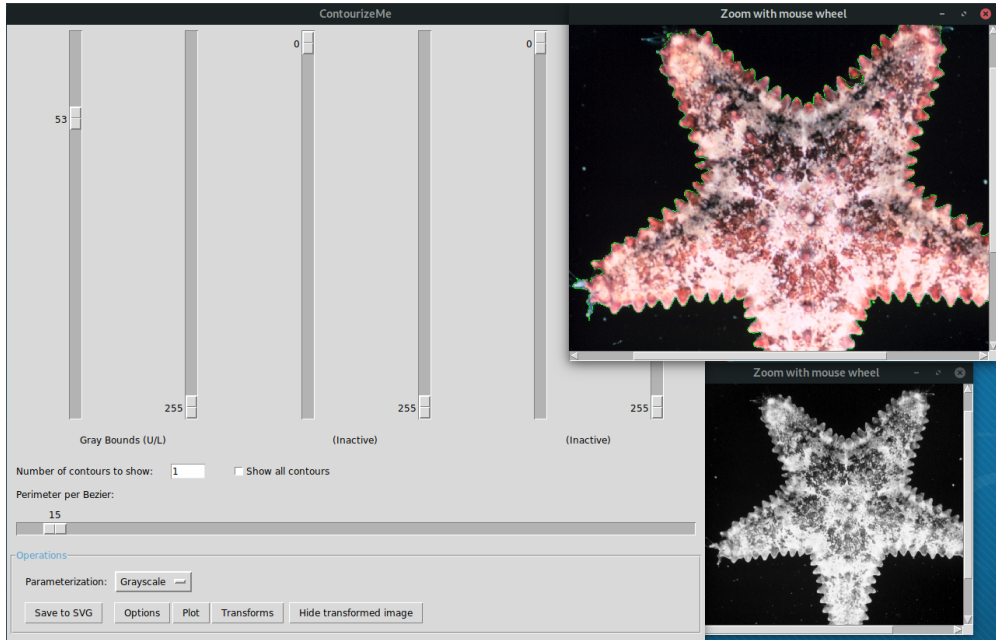 ContourizeMe
Zoom with mouse wheel
0
0
53
255
255
255
Gray Bounds (U/L)
(Inactive)
(Inactive)
Zoom with mouse wheel
Number of contours to show:
1
Show all contours
Perimeter per Bezier:
15
Operations
Parameterization:
Grayscale
Save to SVG
Options
Plot
Transforms
Hide transformed image